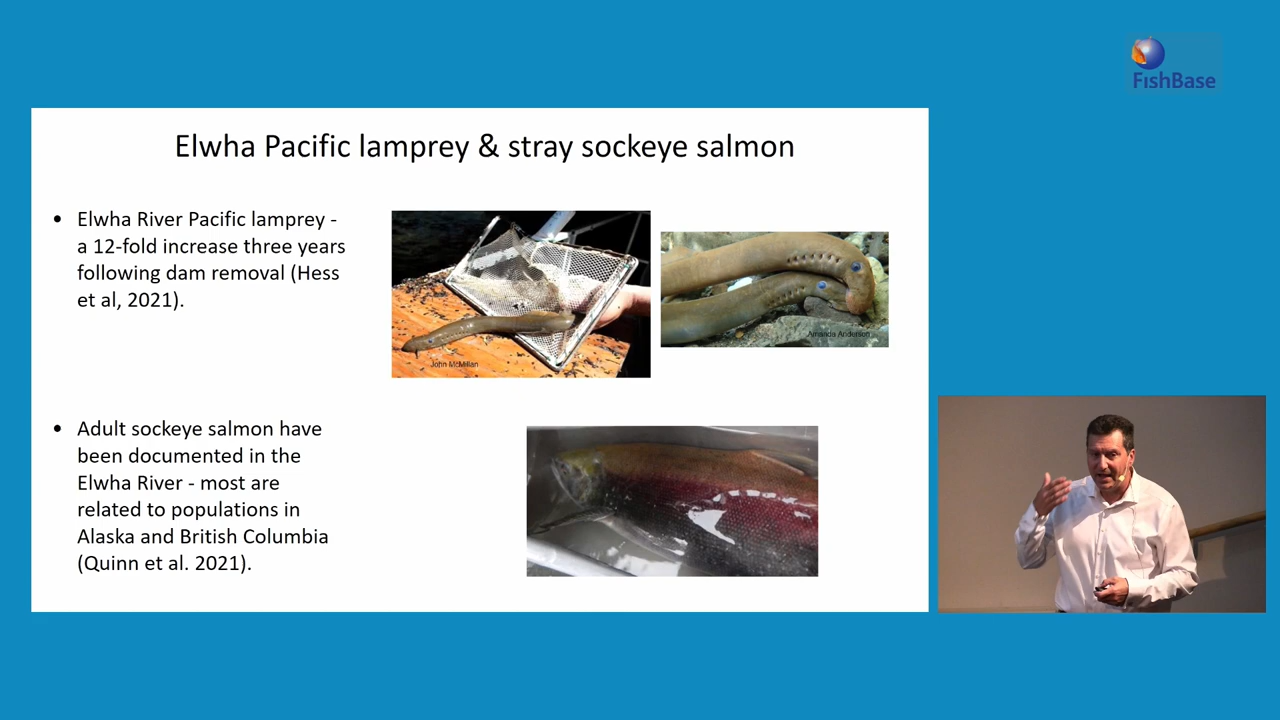 FishBase
Elwha Pacific lamprey & stray sockeye salmon
• Elwha River Pacific lamprey -
a 12-fold increase three years
following dam removal (Hess
et al, 2021).
John McMillan
Amanda Anderson
• Adult sockeye salmon have
been documented in the
Elwha River - most are
related to populations in
Alaska and British Columbia
(Quinn et al. 2021).